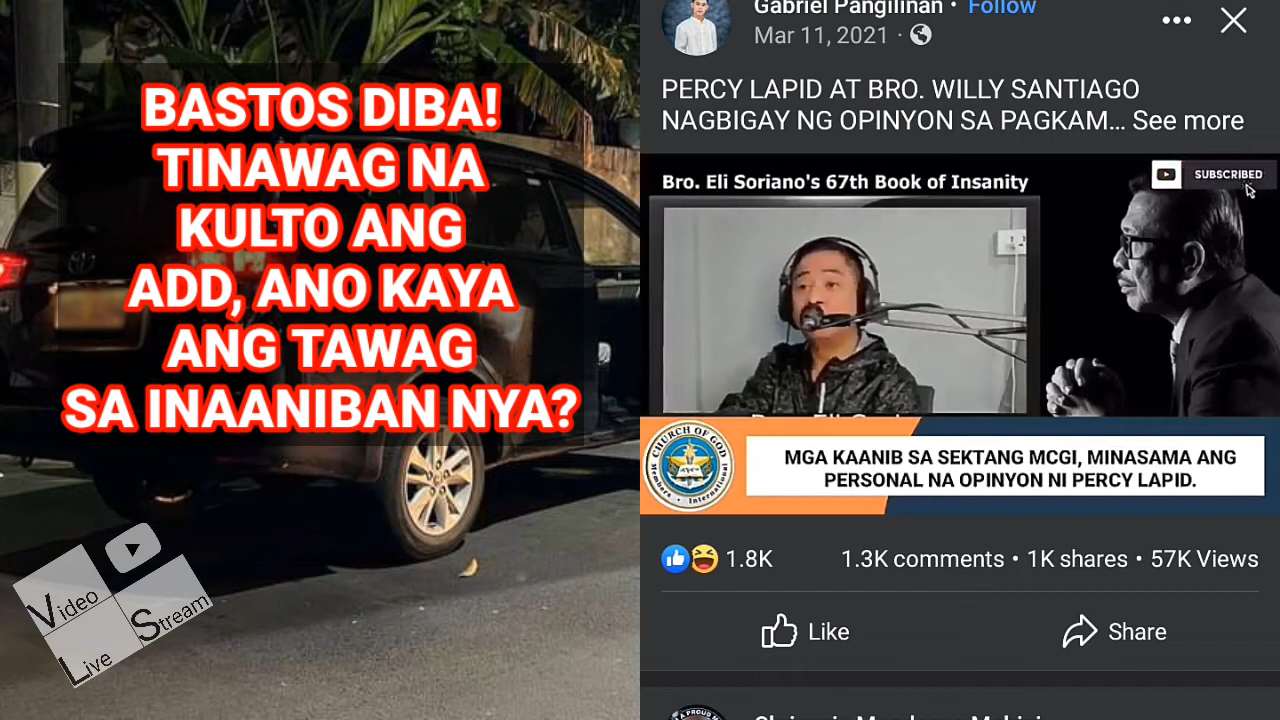 BASTOS DIBA!
TINAWAG NA
KULTO ANG
ADD, ANO KAYA
ANG TAWAG
SA INAANIBAN NYA?
Video
Live
Stream
Gabriel Pangilinan • Follow
Mar 11, 2021 ·
PERCY LAPID AT BRO. WILLY SANTIAGO
NAGBIGAY NG OPINYON SA PAGKAM... See more
Bro. Eli Soriano's 67th Book of Insanity
SUBSCRIBED
CHURCH OF GOD
Members • International
MGA KAANIB SA SEKTANG MCGI, MINASAMA ANG
PERSONAL NA OPINYON NI PERCY LAPID.
1.8K
1.3K comments • 1K shares • 57K Views
Like
Share
A PROUD